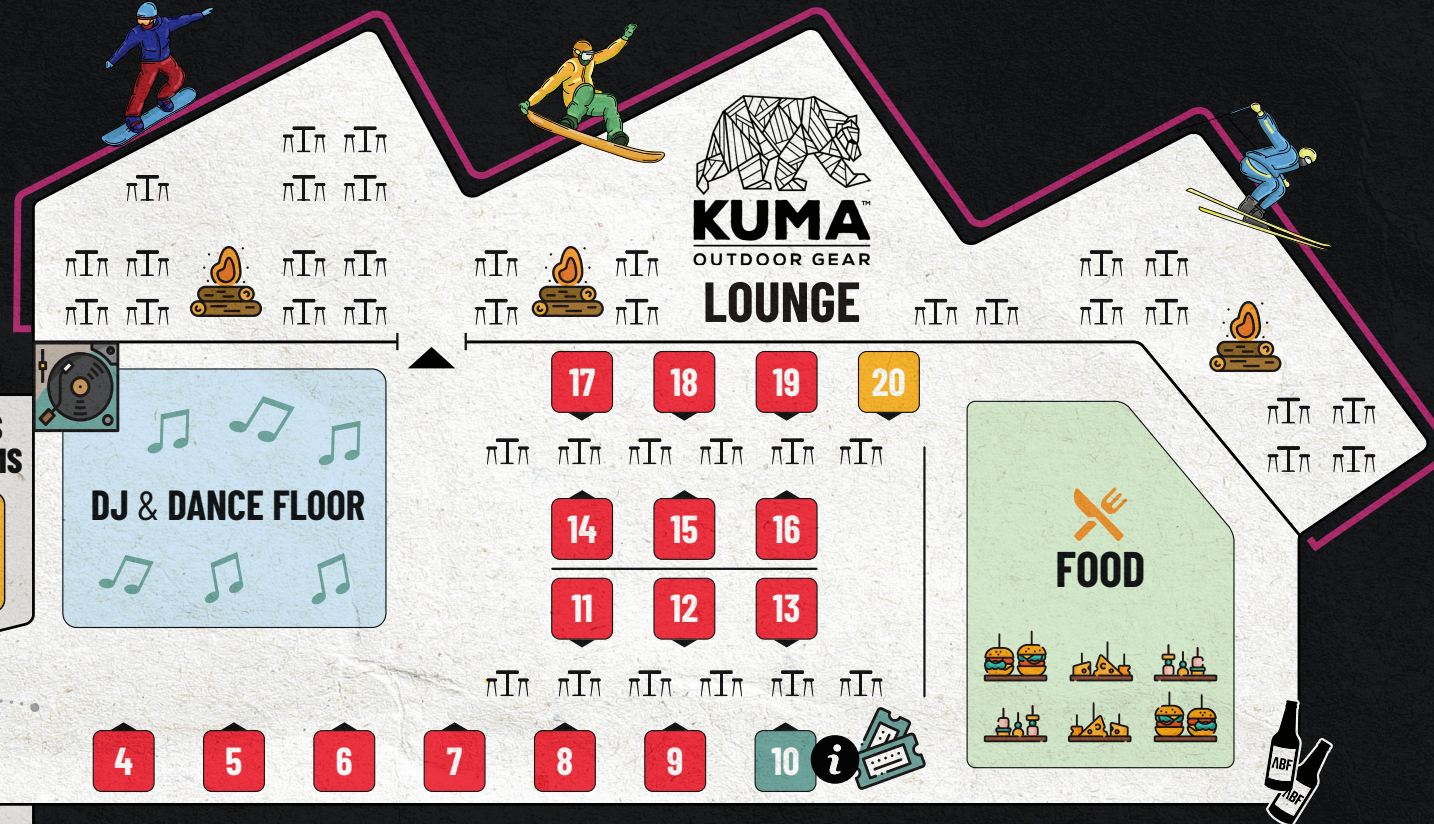 KUMA™
OUTDOOR GEAR
LOUNGE
17 18 19 20
DJ & DANCE FLOOR
14 15 16
FOOD
11 12 13
4 5 6 7 8 9 10 i
ABF
ABF